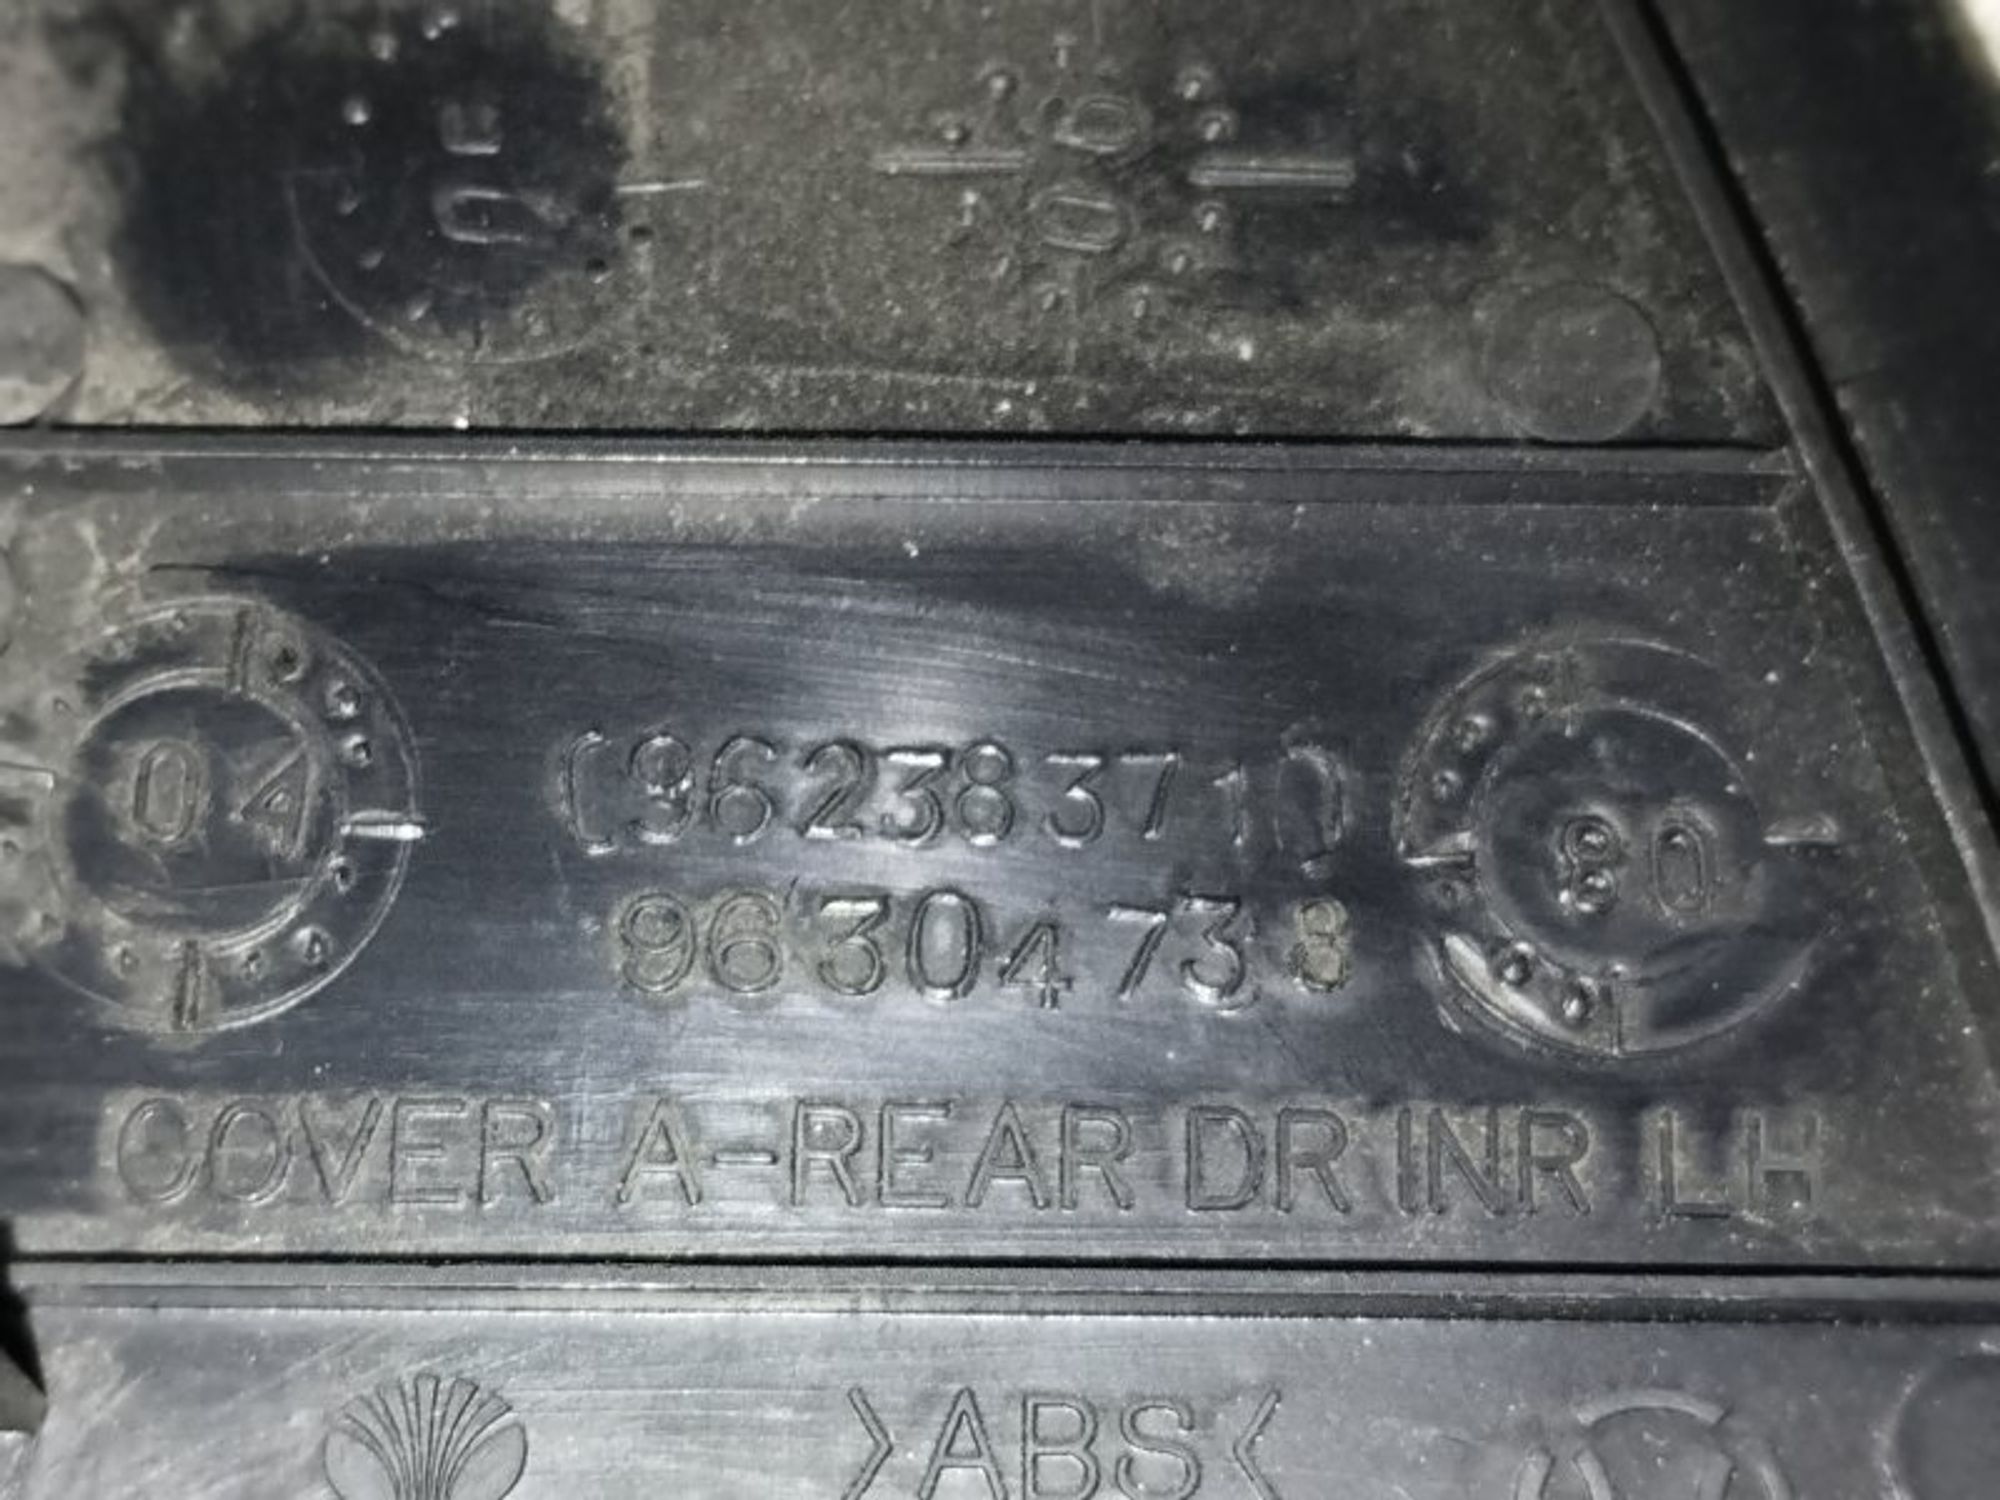 04
(96238371)
96304738
80
COVER A-REAR DR INR LH
>ABS<